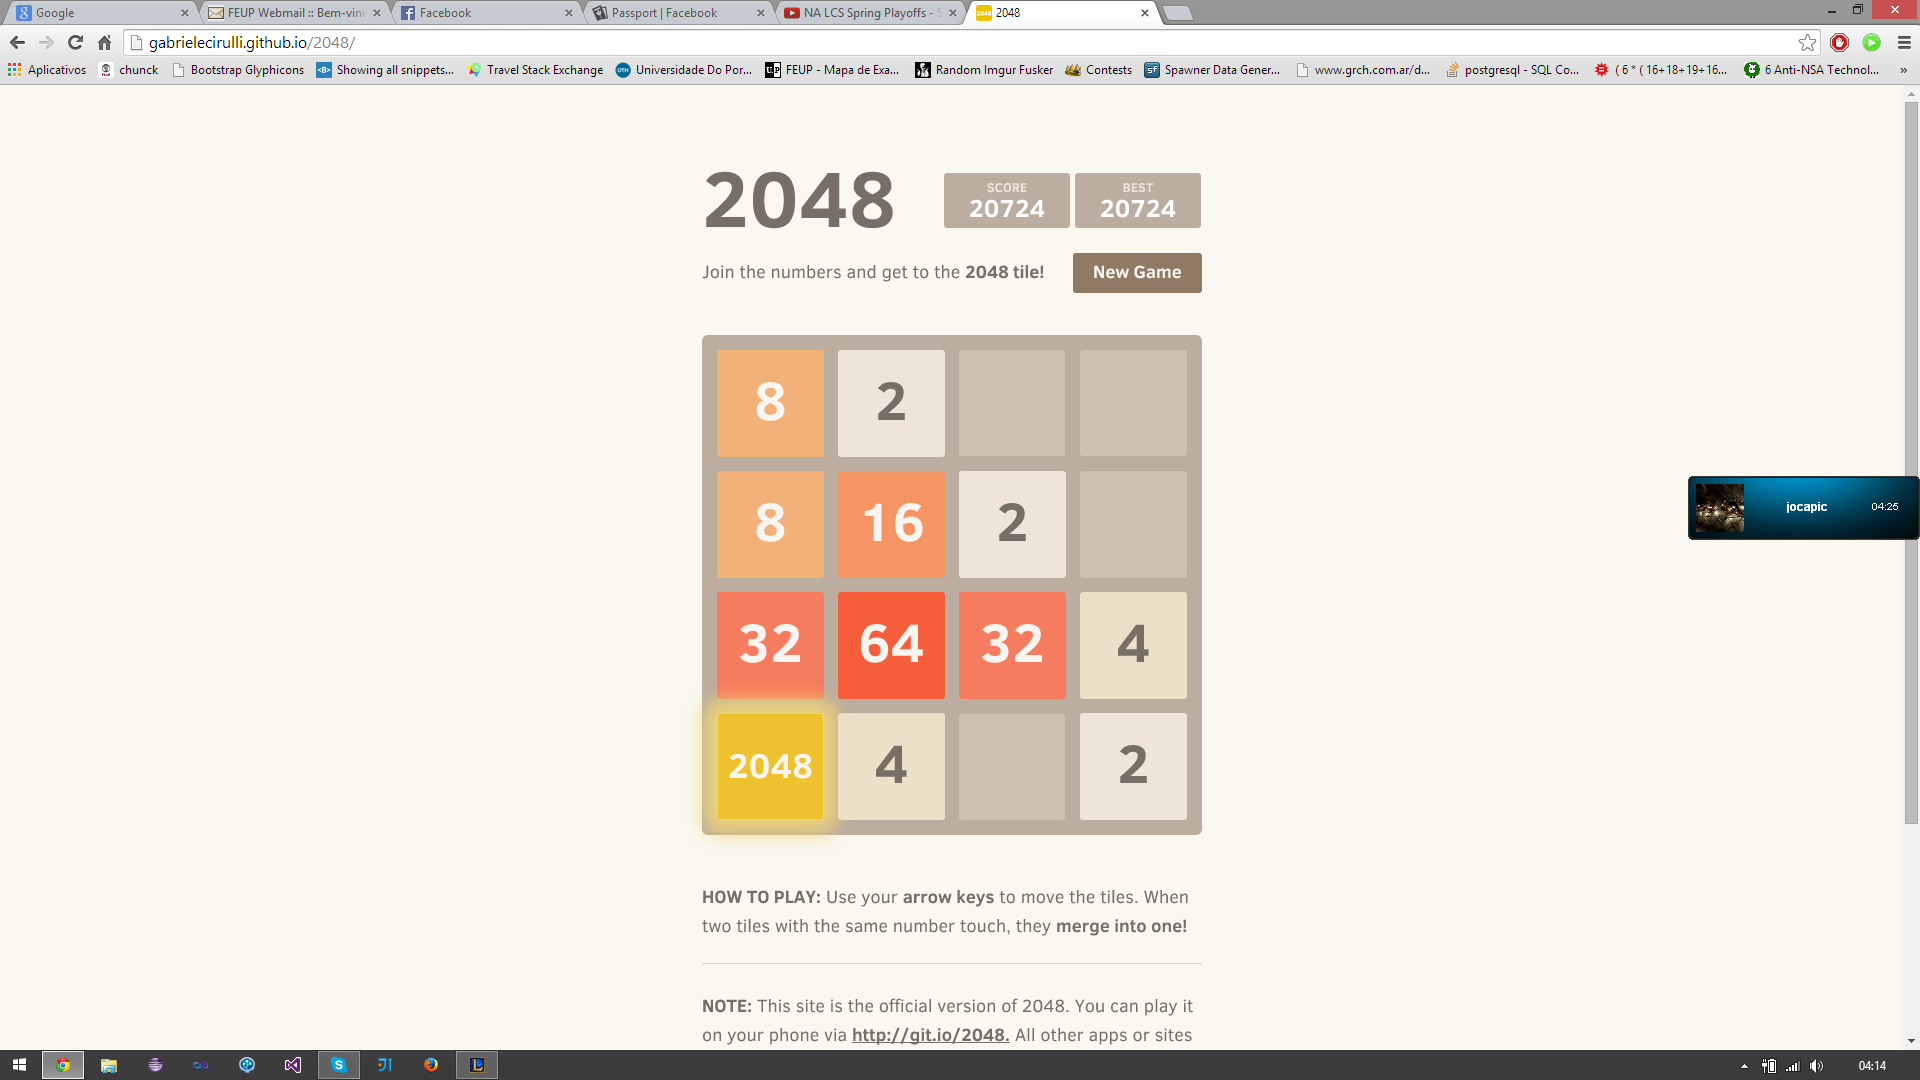 Google
FEUP Webmail :: Bem-vin
Facebook
Passport | Facebook
NA LCS Spring Playoffs -
2048
2048
gabrielecirulli.github.io/2048/
Aplicativos
chunck
Bootstrap Glyphicons
<B>
Showing all snippets...
Travel Stack Exchange
OTH
Universidade Do Por...
FEUP - Mapa de Exa...
Random Imgur Fusker
Contests
sf
Spawner Data Gener...
www.grch.com.ar/d...
postgresql - SQL Co...
( 6 * ( 16+18+19+16...
6 Anti-NSA Technol...
»
2048
SCORE
20724
BEST
20724
Join the numbers and get to the 2048 tile!
New Game
8 2
8 16 2
32 64 32 4
2048 4 2
jocapic
04:25
HOW TO PLAY: Use your arrow keys to move the tiles. When
two tiles with the same number touch, they merge into one!
NOTE: This site is the official version of 2048. You can play it
on your phone via http://git.io/2048. All other apps or sites
04:14